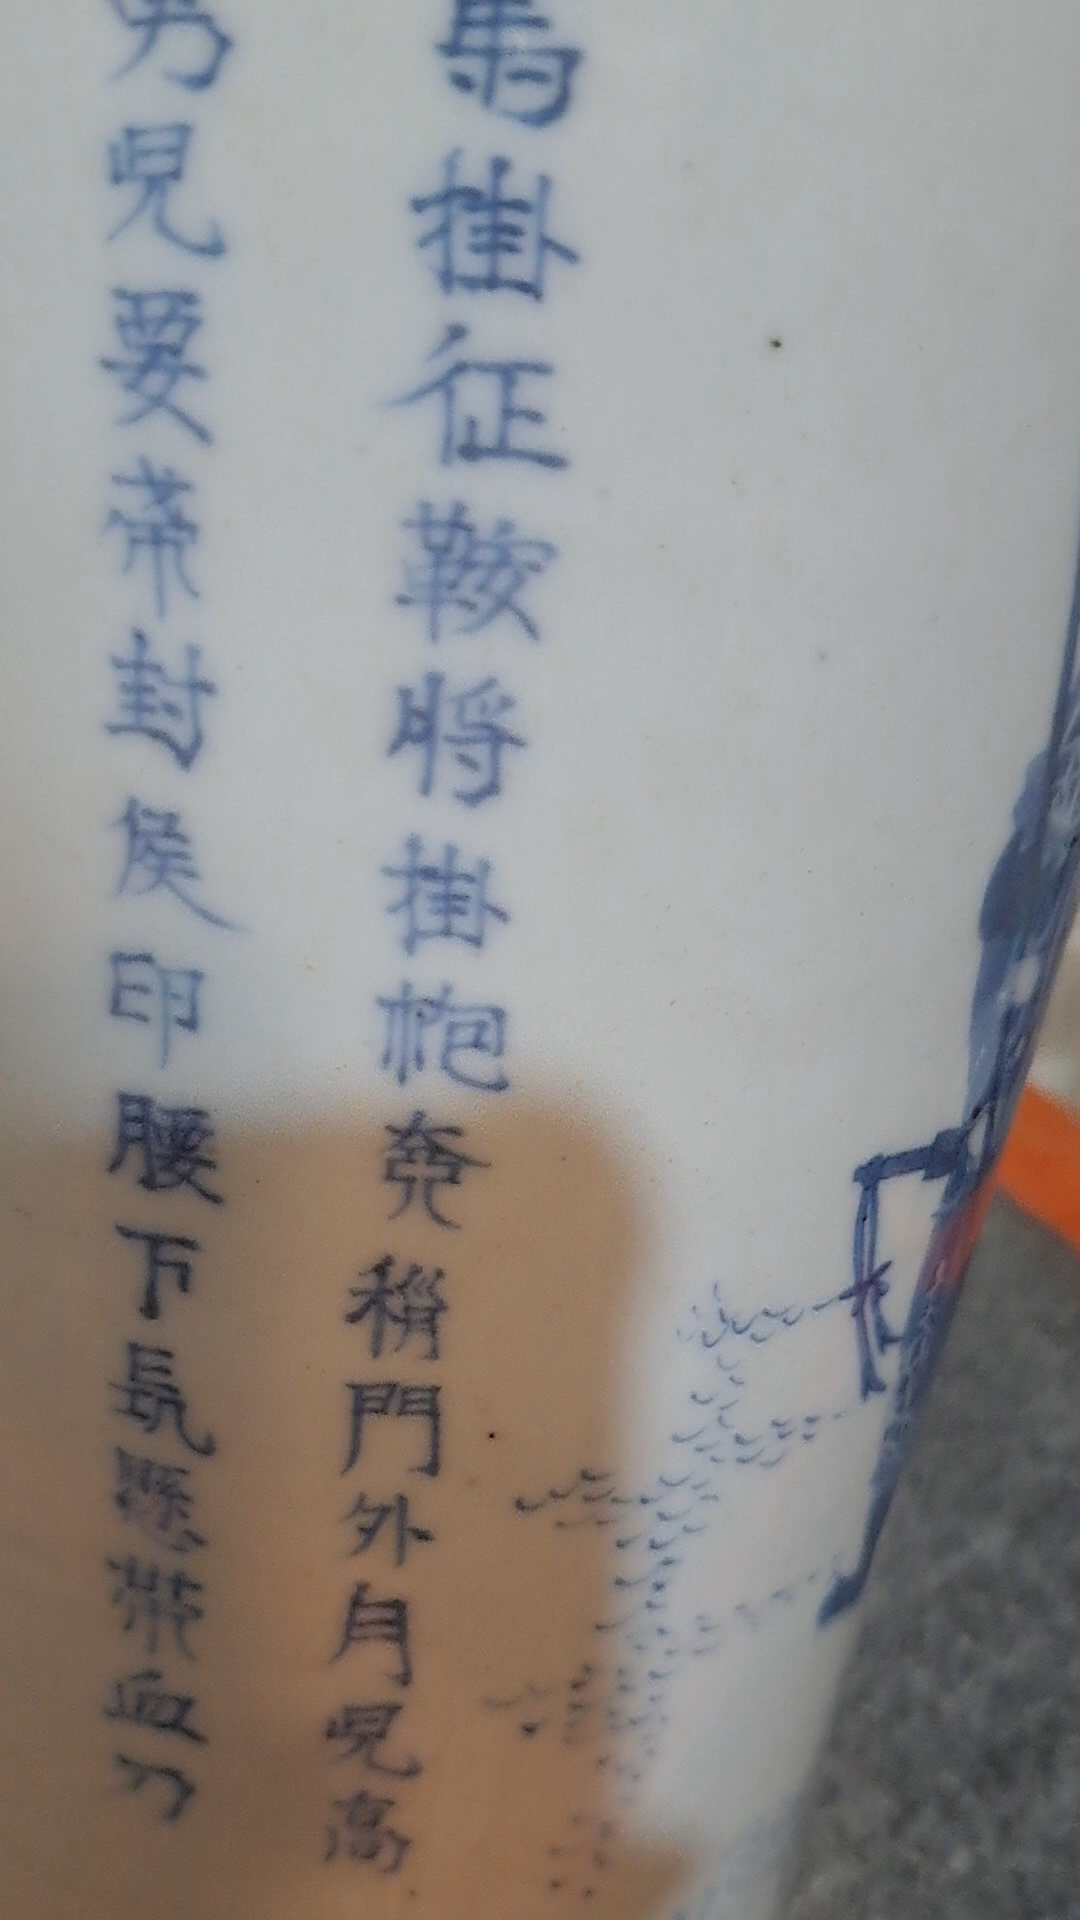 馬掛征鞍將掛袍柳稍門外月兒高
男兒要帶封侯印腰下長懸帶血刀